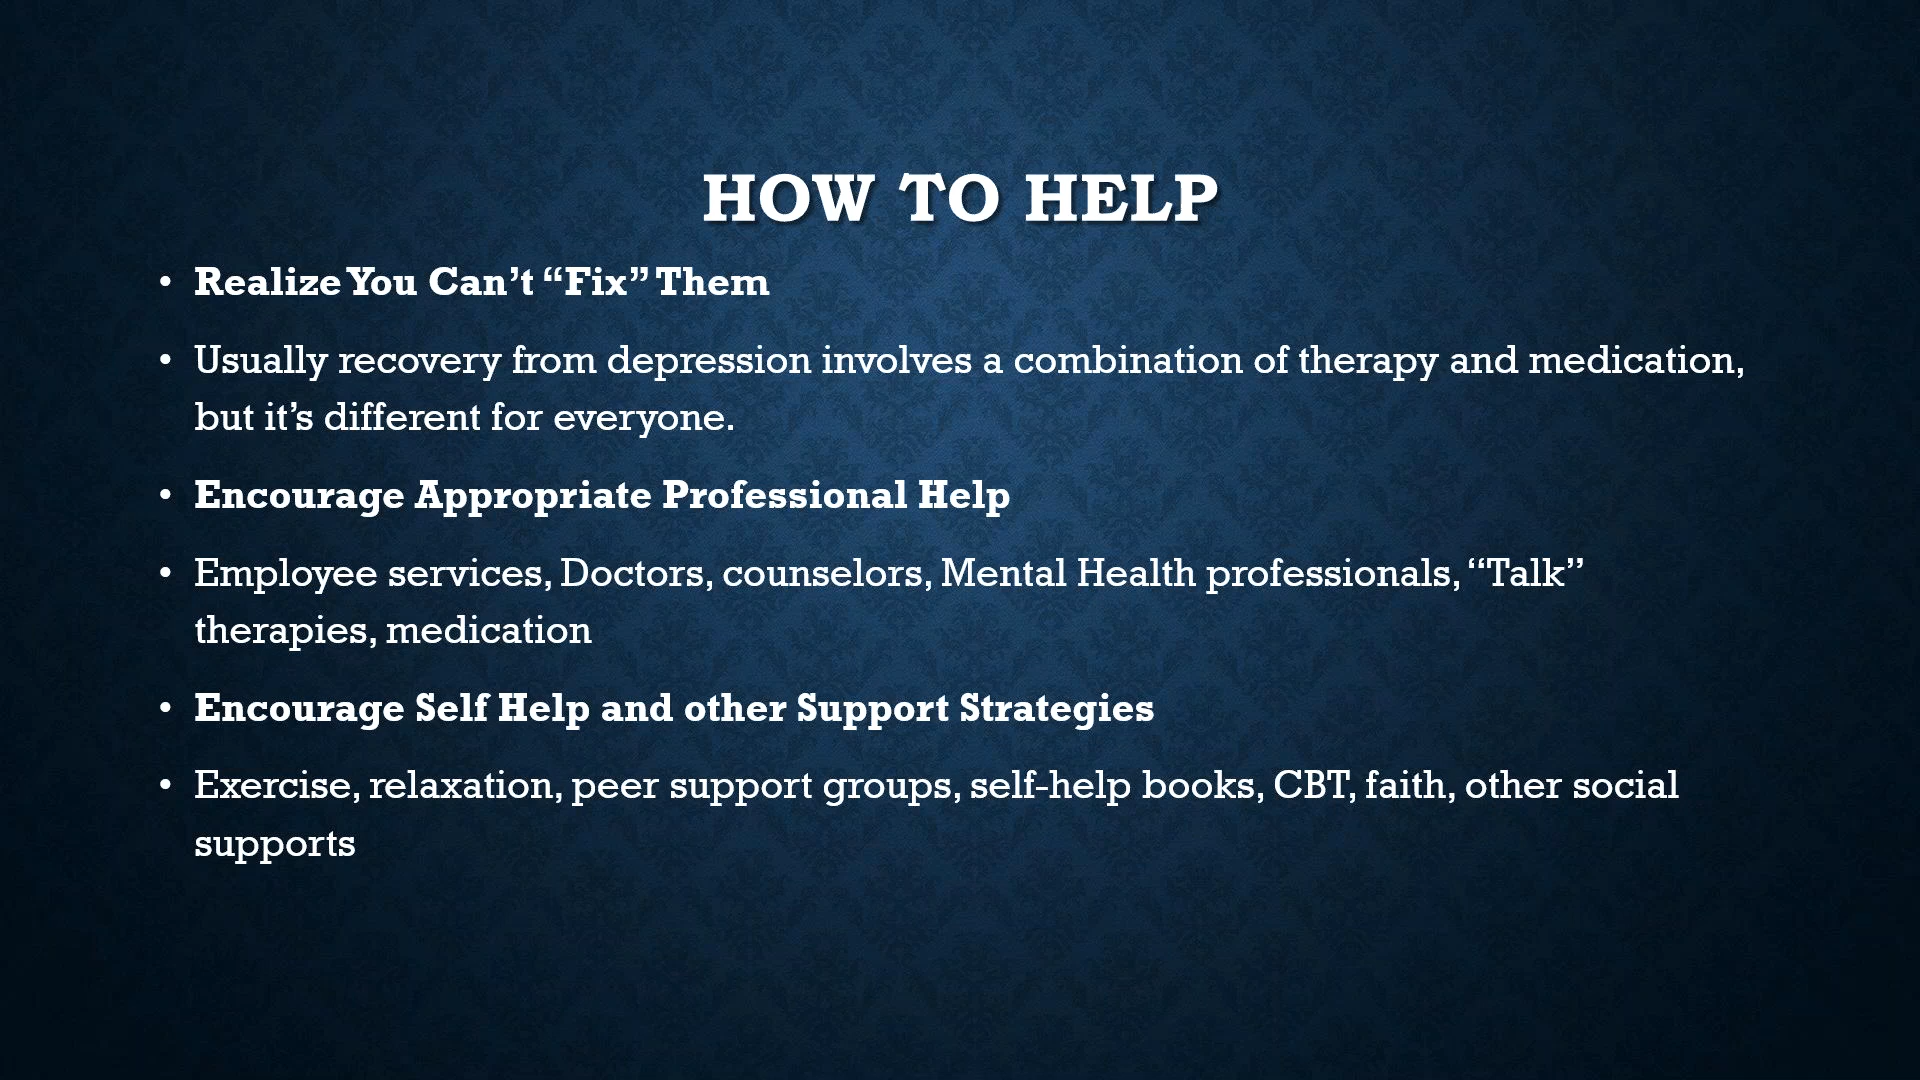 HOW TO HELP
• Realize You Can’t “Fix” Them
• Usually recovery from depression involves a combination of therapy and medication,
but it’s different for everyone.
• Encourage Appropriate Professional Help
• Employee services, Doctors, counselors, Mental Health professionals, “Talk”
therapies, medication
• Encourage Self Help and other Support Strategies
• Exercise, relaxation, peer support groups, self-help books, CBT, faith, other social
supports